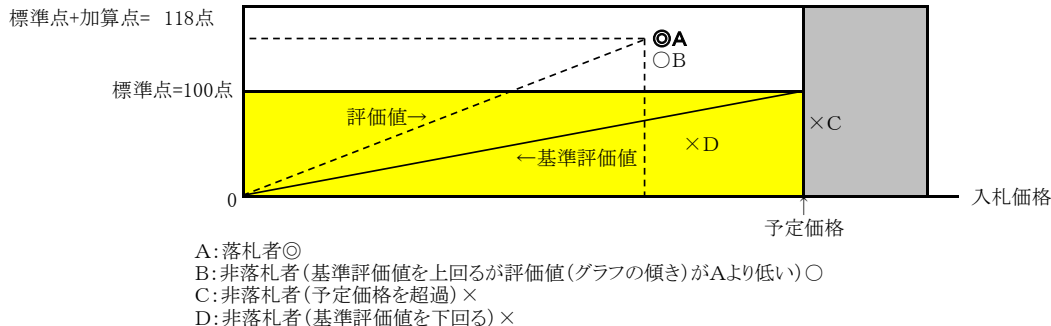 標準点+加算点= 118点
◎A
○B
標準点=100点
評価値→
×C
×D
←基準評価値
0
入札価格
↑
予定価格
A:落札者◎
B:非落札者(基準評価値を上回るが評価値(グラフの傾き)がAより低い)○
C:非落札者(予定価格を超過)×
D:非落札者(基準評価値を下回る)×